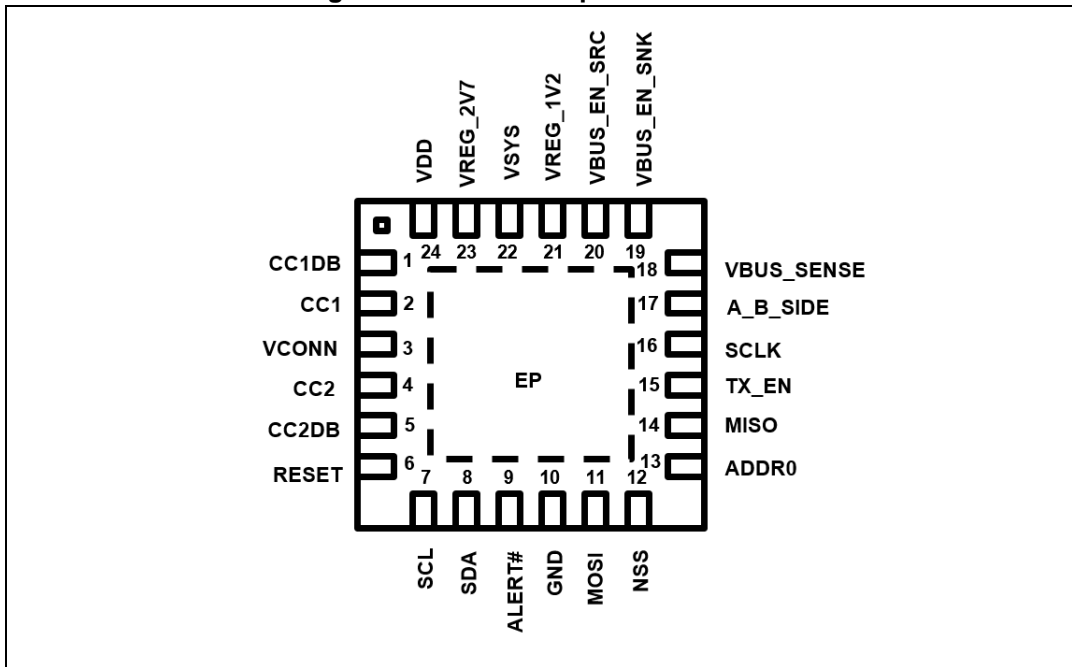 VDD
VREG_2V7
VSYS
VREG_1V2
VBUS_EN_SRC
VBUS_EN_SNK
24 23 22 21 20 19
CC1DB 1
CC1 2
VCONN 3
CC2 4
CC2DB 5
RESET 6
EP
18 VBUS_SENSE
17 A_B_SIDE
16 SCLK
15 TX_EN
14 MISO
13 ADDR0
7 8 9 10 11 12
SCL
SDA
ALERT#
GND
MOSI
NSS